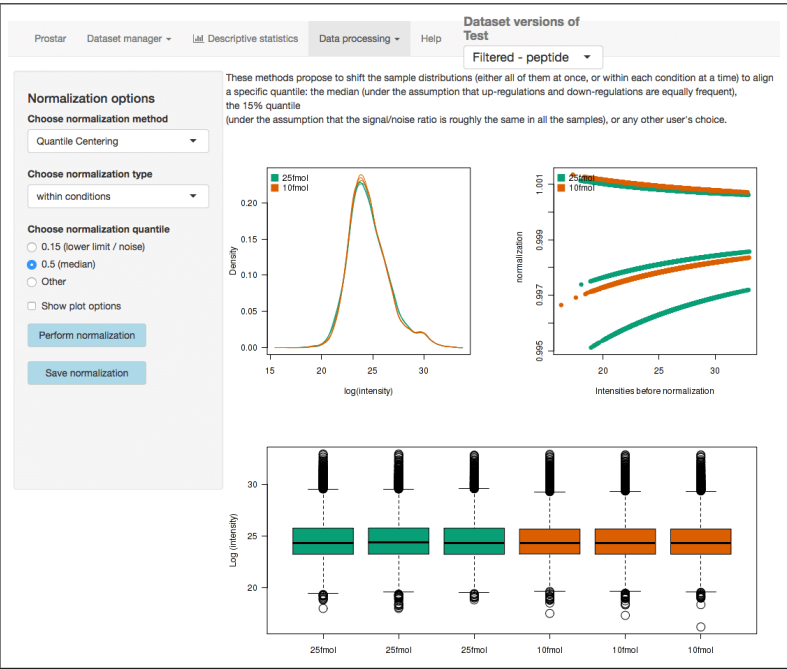 Prostar
Dataset manager
Descriptive statistics
Data processing
Help
Dataset versions of
Test
Filtered - peptide
These methods propose to shift the sample distributions (either all of them at once, or within each condition at a time) to align
a specific quantile: the median (under the assumption that up-regulations and down-regulations are equally frequent),
the 15% quantile
(under the assumption that the signal/noise ratio is roughly the same in all the samples), or any other user's choice.
Normalization options
Choose normalization method
Quantile Centering
Choose normalization type
within conditions
Choose normalization quantile
0.15 (lower limit / noise)
0.5 (median)
Other
Show plot options
Perform normalization
Save normalization
25fmol
10fmol
Density
0.20
0.15
0.10
0.05
0.00
15 20 25 30
log(intensity)
25fmol
10fmol
normalization
1.001
0.999
0.997
0.995
20 25 30
Intensities before normalization
Log (intensity)
30
25
20
25fmol 25fmol 25fmol 10fmol 10fmol 10fmol